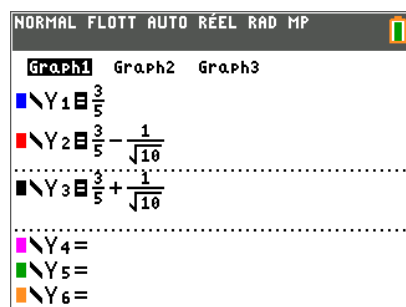 NORMAL FLOTT AUTO RÉEL RAD MP
Graph1 Graph2 Graph3
\Y1=3/5
\Y2=3/5-1/√10
\Y3=3/5+1/√10
\Y4=
\Y5=
\Y6=